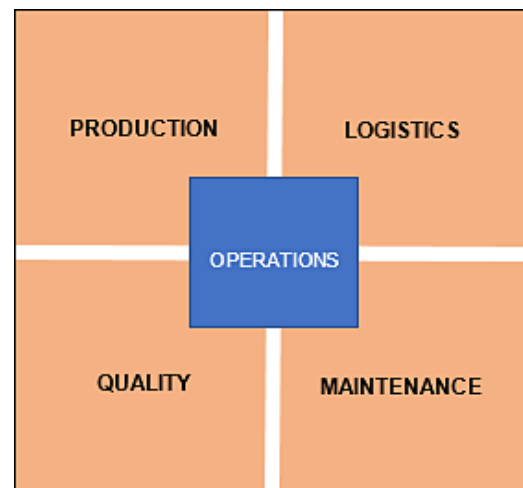 PRODUCTION
LOGISTICS
OPERATIONS
QUALITY
MAINTENANCE